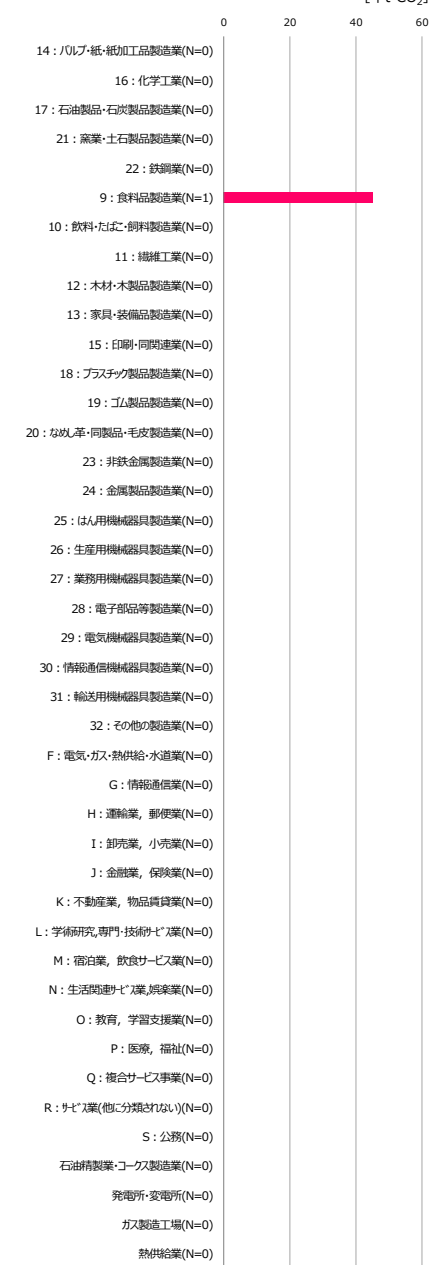 [千t-CO₂]
0 20 40 60
14：パルプ・紙・紙加工品製造業(N=0)
16：化学工業(N=0)
17：石油製品・石炭製品製造業(N=0)
21：窯業・土石製品製造業(N=0)
22：鉄鋼業(N=0)
9：食料品製造業(N=1)
10：飲料・たばこ・飼料製造業(N=0)
11：繊維工業(N=0)
12：木材・木製品製造業(N=0)
13：家具・装備品製造業(N=0)
15：印刷・同関連業(N=0)
18：プラスチック製品製造業(N=0)
19：ゴム製品製造業(N=0)
20：なめし革・同製品・毛皮製造業(N=0)
23：非鉄金属製造業(N=0)
24：金属製品製造業(N=0)
25：はん用機械器具製造業(N=0)
26：生産用機械器具製造業(N=0)
27：業務用機械器具製造業(N=0)
28：電子部品等製造業(N=0)
29：電気機械器具製造業(N=0)
30：情報通信機械器具製造業(N=0)
31：輸送用機械器具製造業(N=0)
32：その他の製造業(N=0)
F：電気・ガス・熱供給・水道業(N=0)
G：情報通信業(N=0)
H：運輸業，郵便業(N=0)
I：卸売業，小売業(N=0)
J：金融業，保険業(N=0)
K：不動産業，物品賃貸業(N=0)
L：学術研究,専門・技術ｻｰﾋﾞｽ業(N=0)
M：宿泊業，飲食サービス業(N=0)
N：生活関連ｻｰﾋﾞｽ業,娯楽業(N=0)
O：教育，学習支援業(N=0)
P：医療，福祉(N=0)
Q：複合サービス事業(N=0)
R：ｻｰﾋﾞｽ業(他に分類されない)(N=0)
S：公務(N=0)
石油精製業・コークス製造業(N=0)
発電所・変電所(N=0)
ガス製造工場(N=0)
熱供給業(N=0)